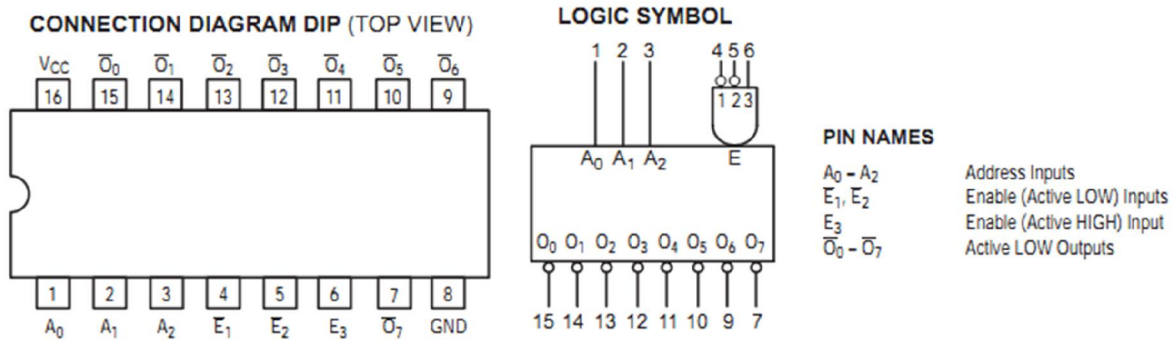 CONNECTION DIAGRAM DIP (TOP VIEW)
VCC O̅0 O̅1 O̅2 O̅3 O̅4 O̅5 O̅6
16 15 14 13 12 11 10 9
1 2 3 4 5 6 7 8
A0 A1 A2 E̅1 E̅2 E3 O̅7 GND
LOGIC SYMBOL
1 2 3 4 5 6
1 2 3
A0 A1 A2 E
O0 O1 O2 O3 O4 O5 O6 O7
15 14 13 12 11 10 9 7
PIN NAMES
A0 – A2 Address Inputs
E̅1, E̅2 Enable (Active LOW) Inputs
E3 Enable (Active HIGH) Input
O̅0 – O̅7 Active LOW Outputs